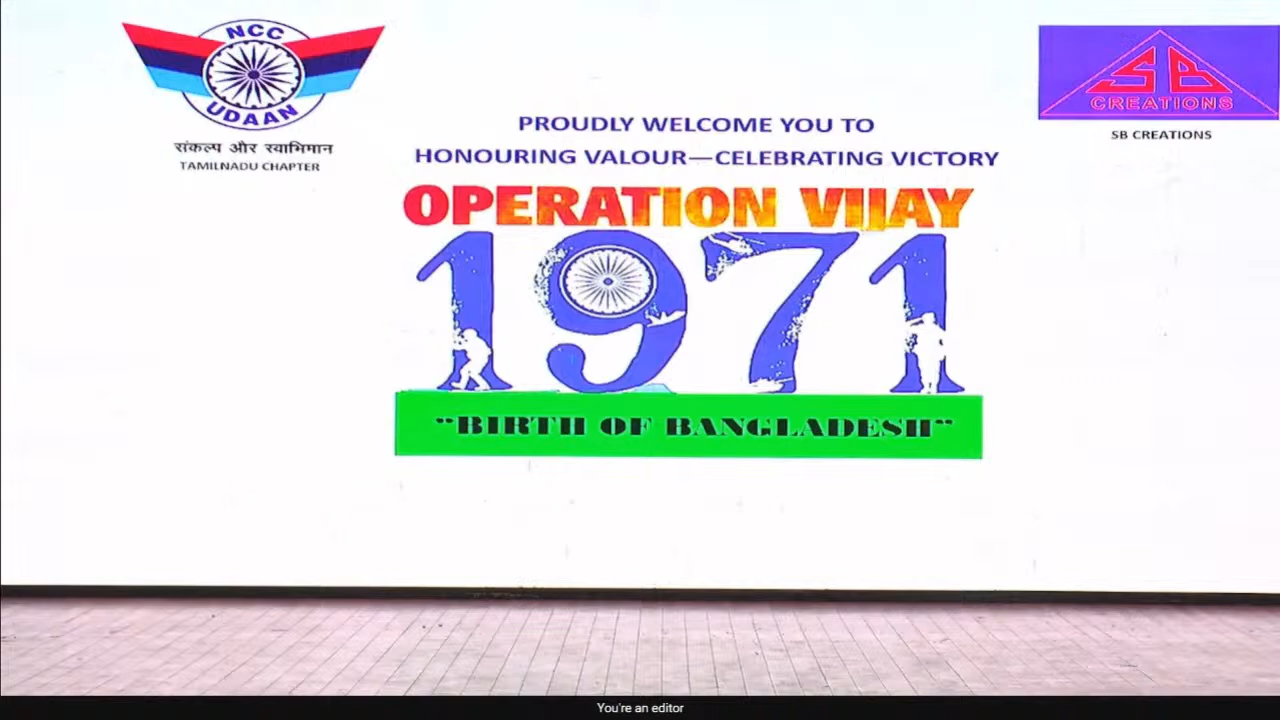 NCC
UDAAN
संकल्प और स्वाभिमान
TAMILNADU CHAPTER
SB
CREATIONS
SB CREATIONS
PROUDLY WELCOME YOU TO
HONOURING VALOUR—CELEBRATING VICTORY
OPERATION VIJAY
1971
"BIRTH OF BANGLADESH"
You're an editor